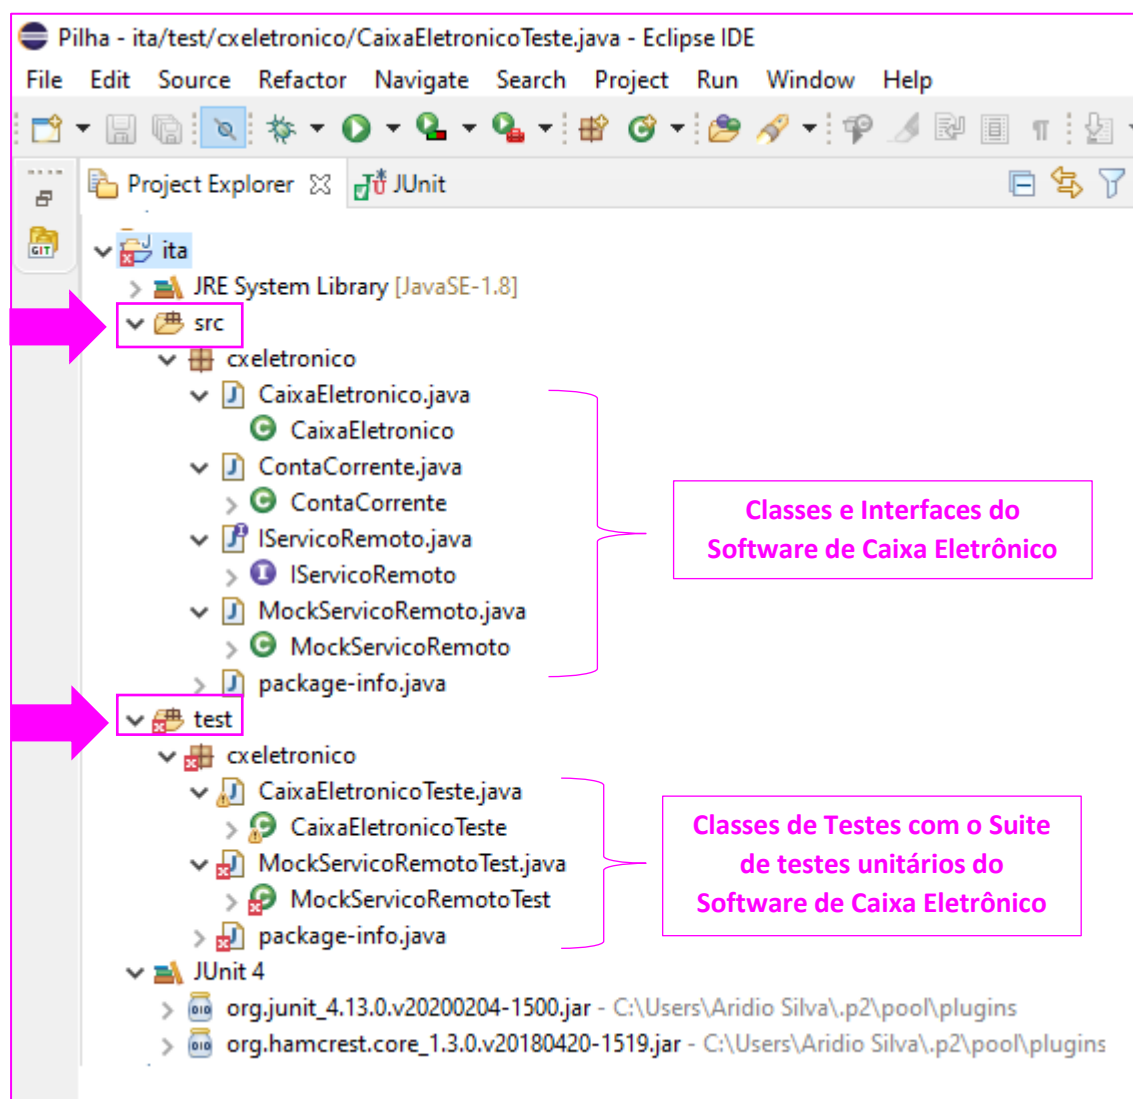 Pilha - ita/test/cxeletronico/CaixaEletronicoTeste.java - Eclipse IDE
File Edit Source Refactor Navigate Search Project Run Window Help
Project Explorer JUnit
GIT
ita
JRE System Library [JavaSE-1.8]
src
cxeletronico
CaixaEletronico.java
CaixaEletronico
ContaCorrente.java
ContaCorrente
IServicoRemoto.java
IServicoRemoto
MockServicoRemoto.java
MockServicoRemoto
package-info.java
Classes e Interfaces do
Software de Caixa Eletrônico
test
cxeletronico
CaixaEletronicoTeste.java
CaixaEletronicoTeste
MockServicoRemotoTest.java
MockServicoRemotoTest
package-info.java
Classes de Testes com o Suite
de testes unitários do
Software de Caixa Eletrônico
JUnit 4
org.junit_4.13.0.v20200204-1500.jar - C:\Users\Aridio Silva\.p2\pool\plugins
org.hamcrest.core_1.3.0.v20180420-1519.jar - C:\Users\Aridio Silva\.p2\pool\plugins